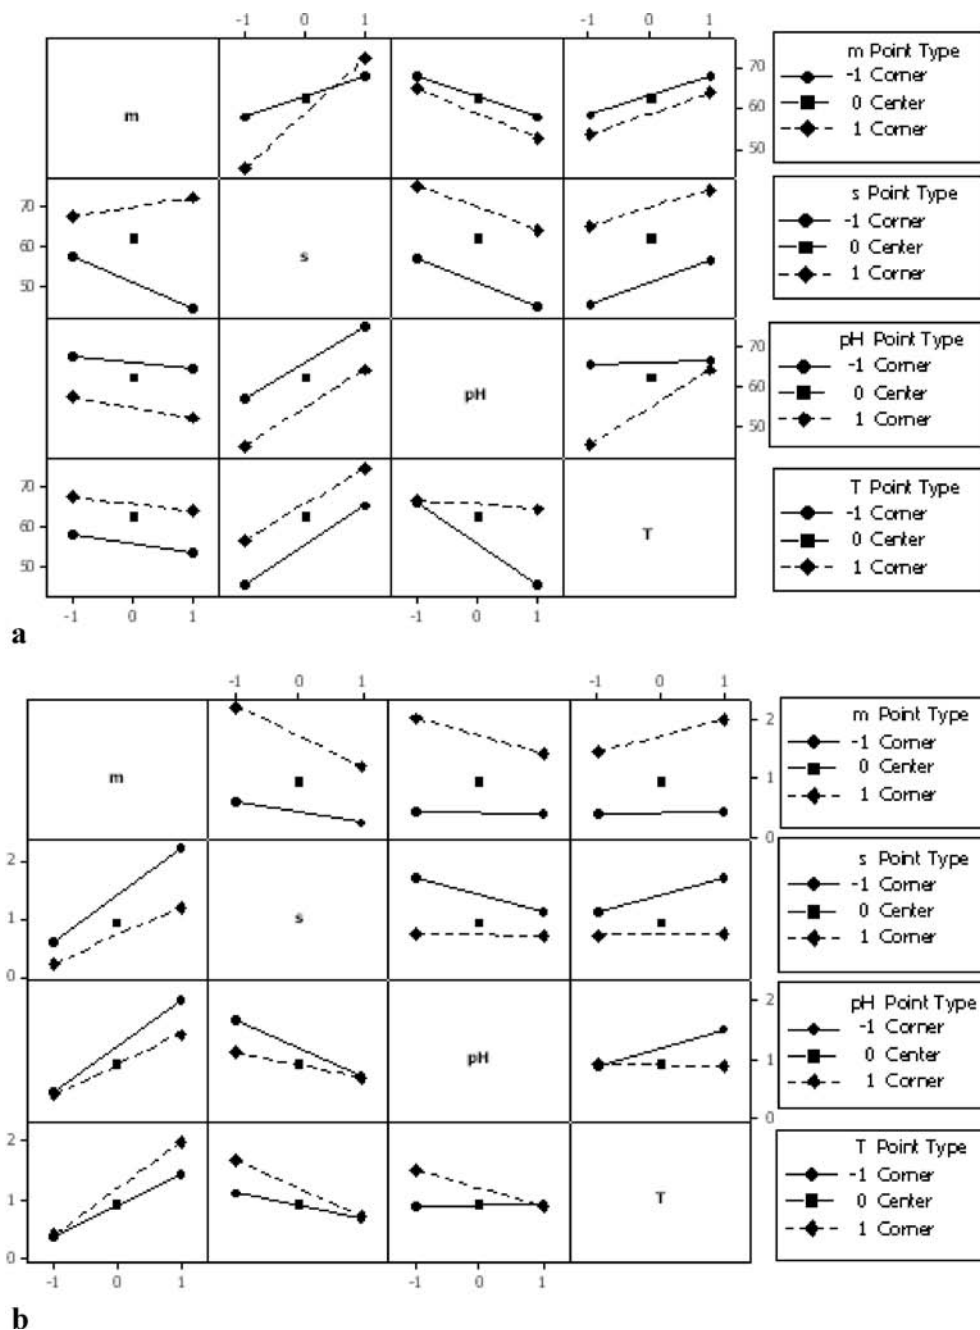 -1 0 1 -1 0 1
m Point Type
-1 Corner
0 Center
1 Corner
70
60
50
m
s Point Type
-1 Corner
0 Center
1 Corner
70
60
50
s
pH Point Type
-1 Corner
0 Center
1 Corner
70
60
50
pH
T Point Type
-1 Corner
0 Center
1 Corner
70
60
50
T
-1 0 1 -1 0 1
a
-1 0 1 -1 0 1
m Point Type
-1 Corner
0 Center
1 Corner
2
1
0
m
s Point Type
-1 Corner
0 Center
1 Corner
2
1
0
s
pH Point Type
-1 Corner
0 Center
1 Corner
2
1
0
pH
T Point Type
-1 Corner
0 Center
1 Corner
2
1
0
T
-1 0 1 -1 0 1
b